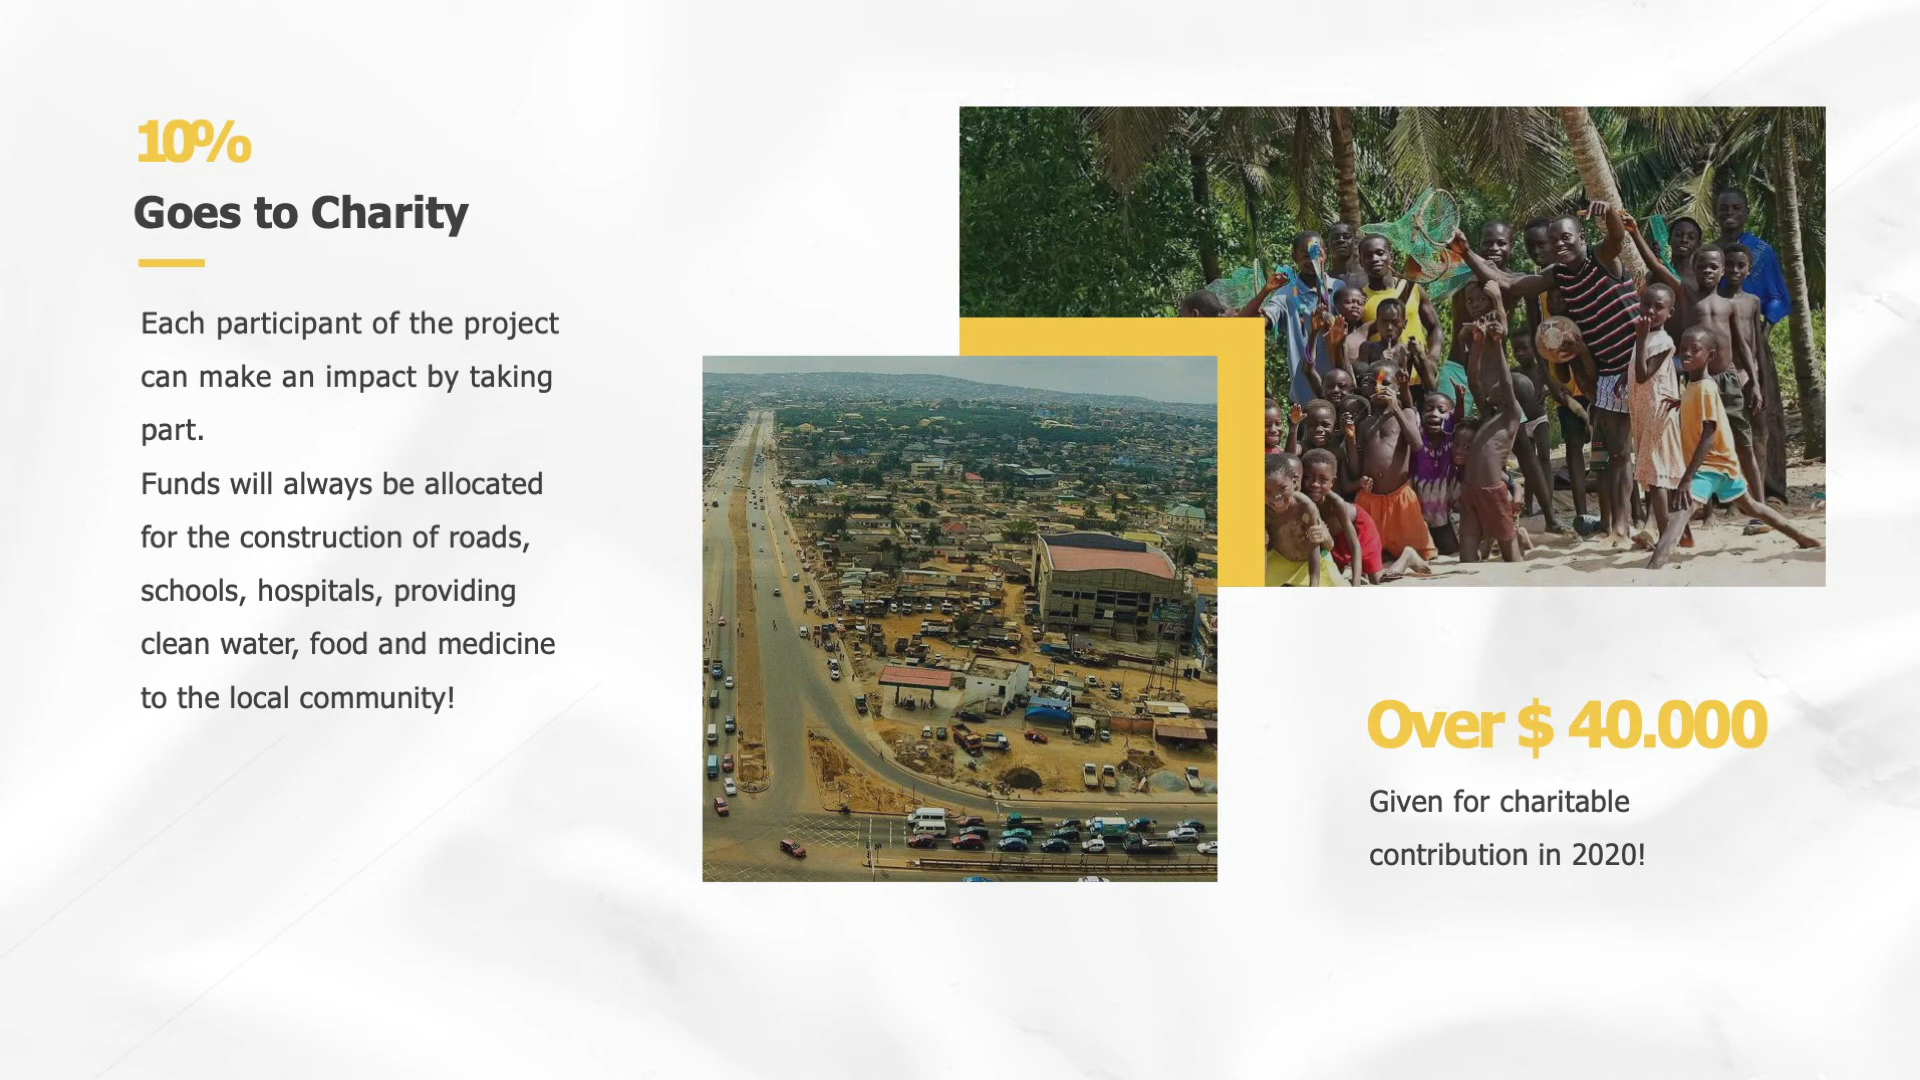 10%
Goes to Charity
Each participant of the project
can make an impact by taking
part.
Funds will always be allocated
for the construction of roads,
schools, hospitals, providing
clean water, food and medicine
to the local community!
Over $ 40.000
Given for charitable
contribution in 2020!